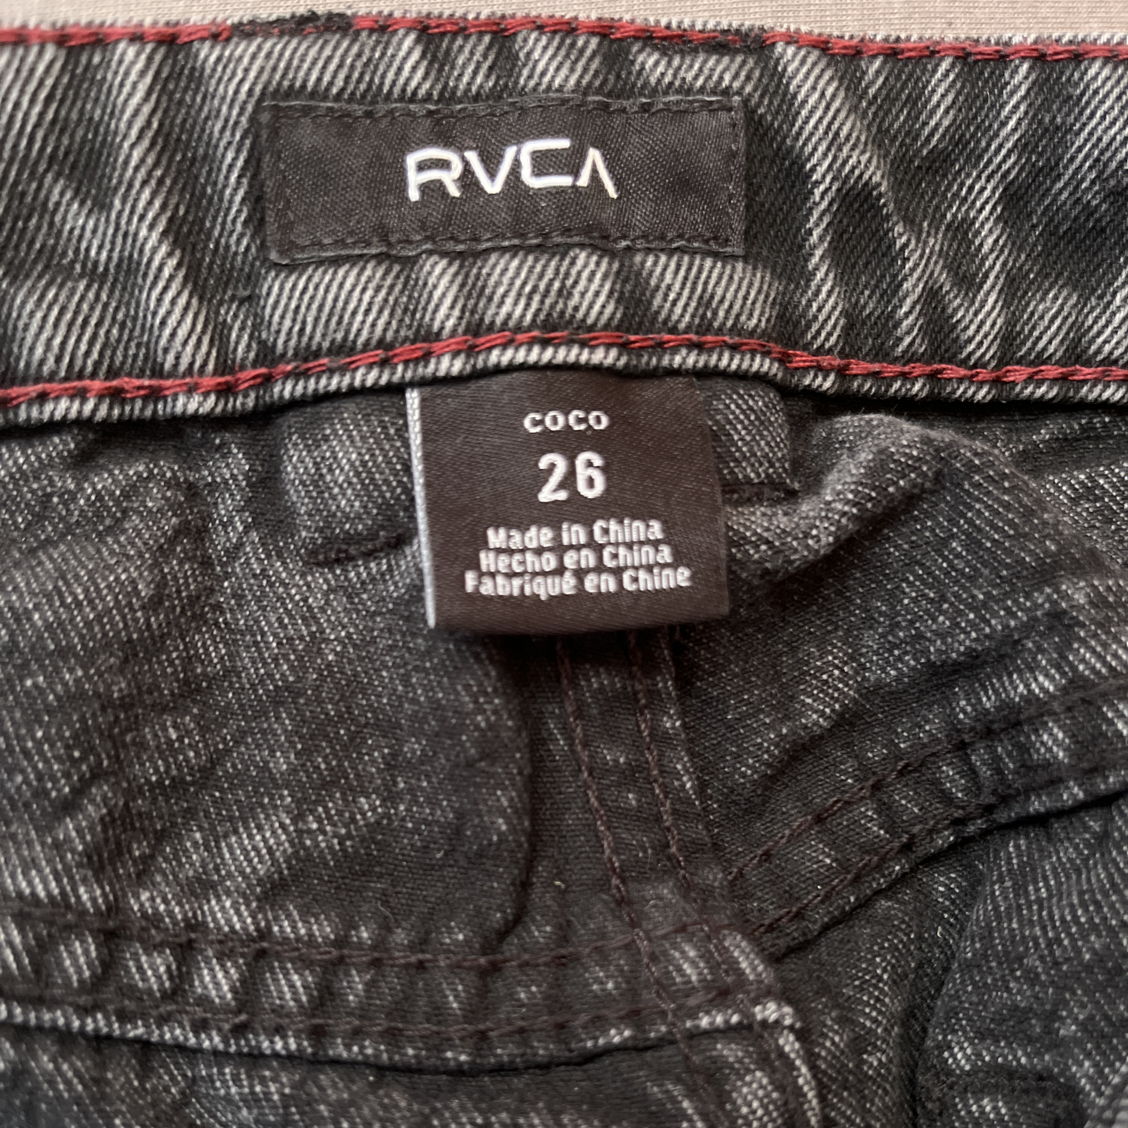 RVCA
COCO
26
Made in China
Hecho en China
Fabriqué en Chine